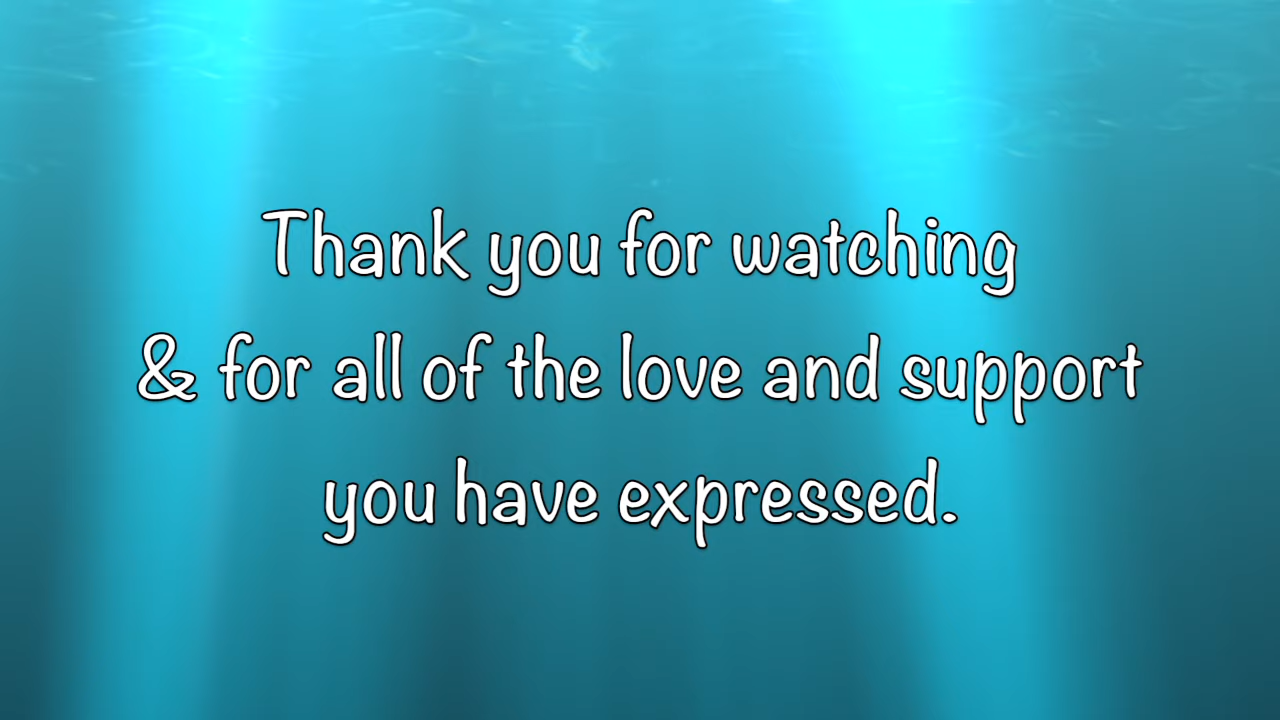 Thank you for watching
& for all of the love and support
you have expressed.